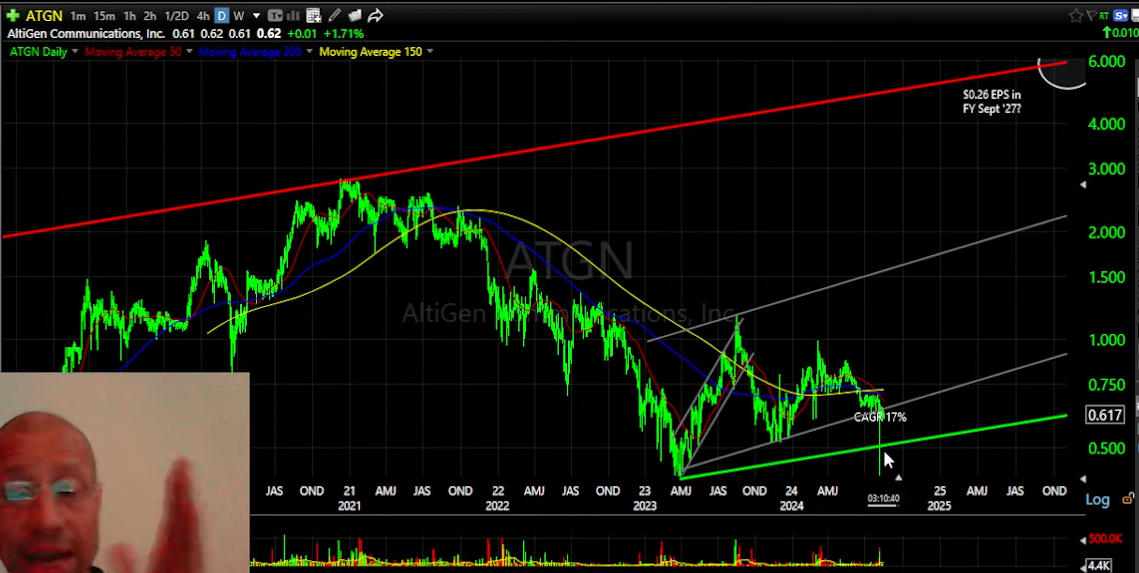 ATGN 1m 15m 1h 2h 1/2D 4h D W
RT S
AltiGen Communications, Inc. 0.61 0.62 0.61 0.62 +0.01 +1.71%
0.010
ATGN Daily Moving Average 50 Moving Average 200 Moving Average 150
6.000
$0.26 EPS in
FY Sept '27?
4.000
3.000
2.000
ATGN
1.500
AltiGen Communications, Inc.
1.000
0.750
CAGR 17%
0.617
0.500
JAS OND 21 AMJ JAS OND 22 AMJ JAS OND 23 AMJ JAS OND 24 AMJ 25 AMJ JAS OND
03:10:40
Log
2021 2022 2023 2024 2025
500.0K
4.4K